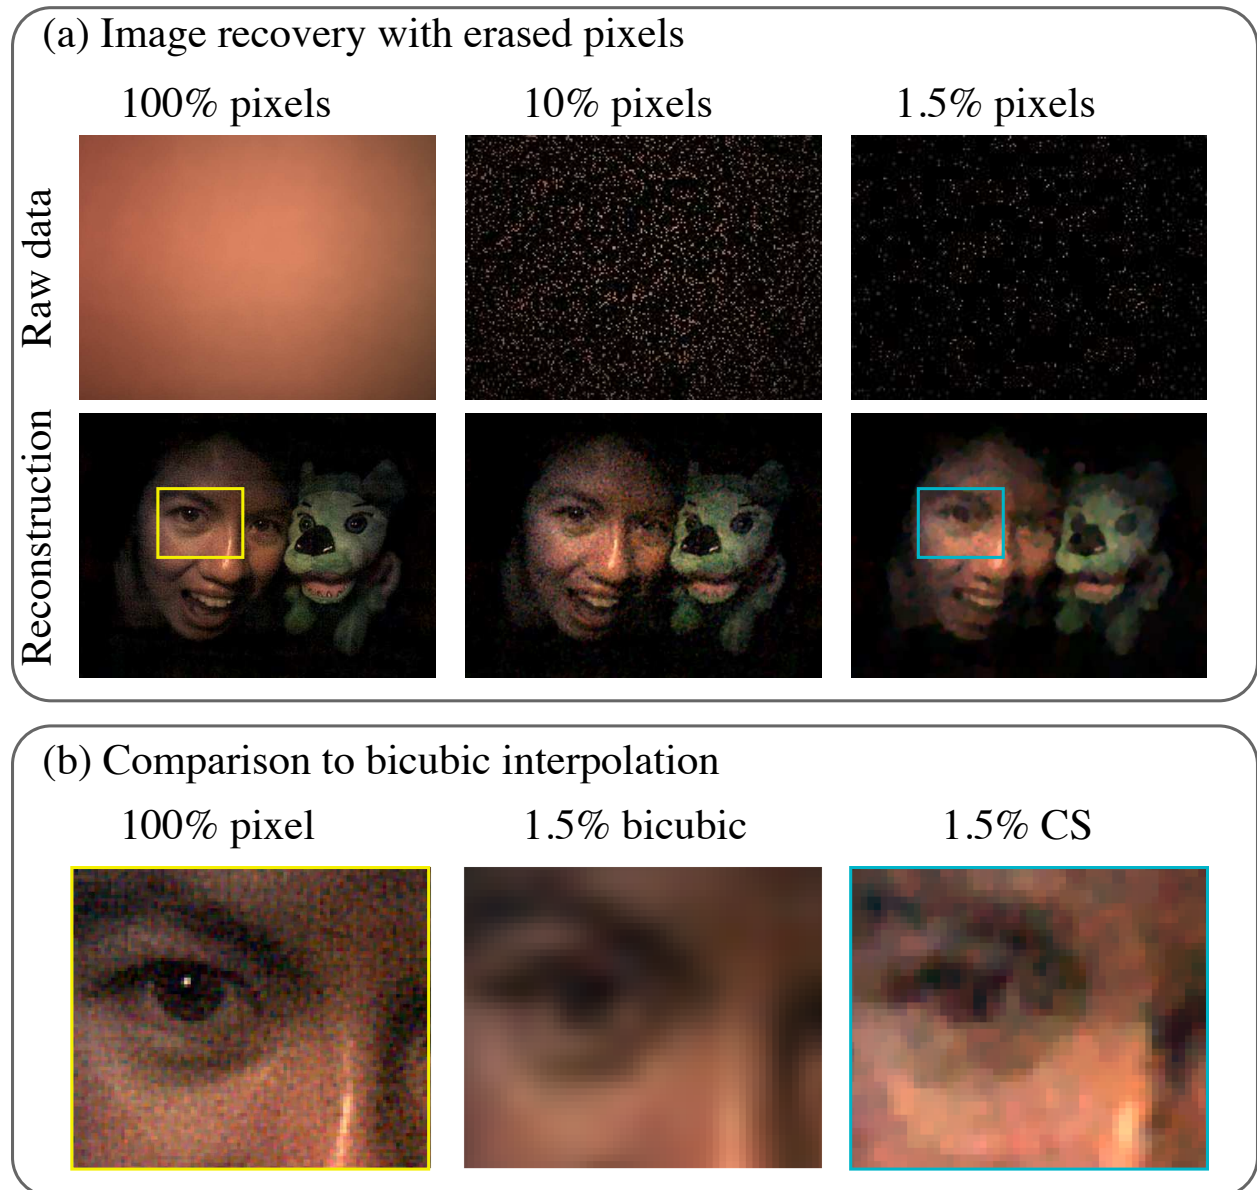 (a) Image recovery with erased pixels
100% pixels
10% pixels
1.5% pixels
Raw data
Reconstruction
(b) Comparison to bicubic interpolation
100% pixel
1.5% bicubic
1.5% CS